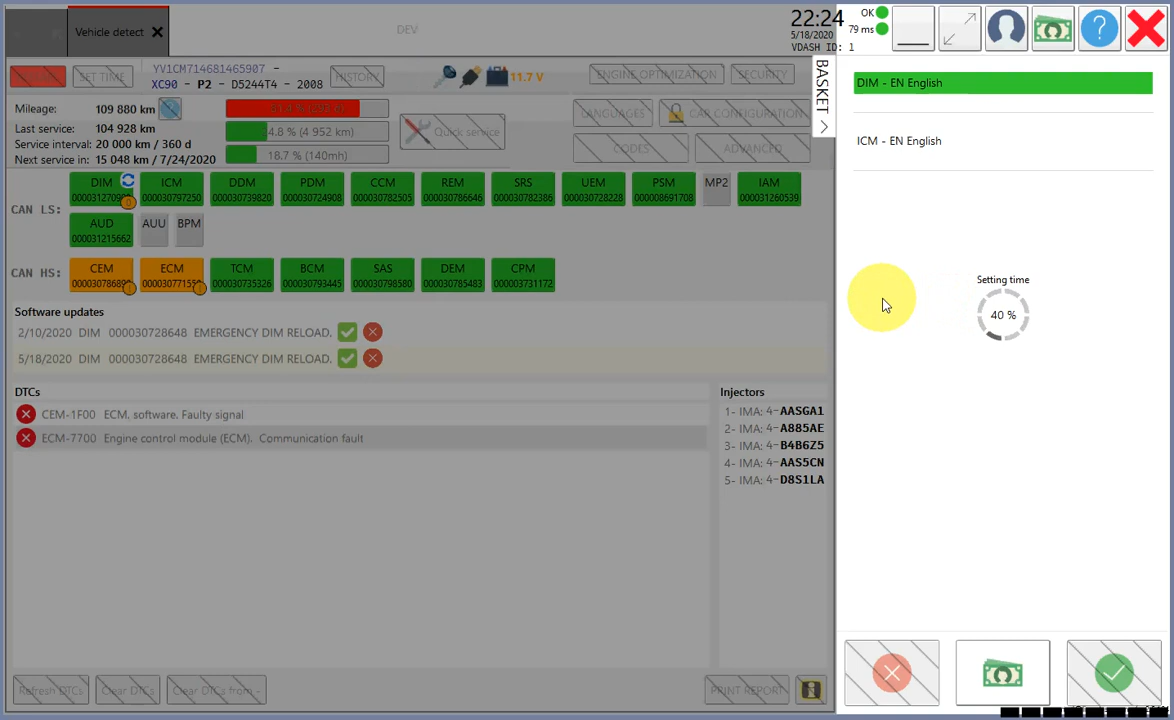 Vehicle detect
DEV
22:24
5/18/2020
VDASH ID: 1
OK
79 ms
BASKET
SET TIME
YV1CM714681465907 -
XC90 - P2 - D5244T4 - 2008
HISTORY
11.7 V
ENGINE OPTIMIZATION
SECURITY
Mileage: 109 880 km
Last service: 104 928 km
Service interval: 20 000 km / 360 d
Next service in: 15 048 km / 7/24/2020
24.8 % (4 952 km)
18.7 % (140mh)
Quick service
LANGUAGES
CAR CONFIGURATION
CODES
ADVANCED
CAN LS:
DIM
ICM 000030797250
DDM 000030739820
PDM 000030724908
CCM 000030782505
REM 000030786646
SRS 000030782386
UEM 000030728228
PSM 000008691708
MP2
IAM 000031260539
AUD 000031215662
AUU
BPM
CAN HS:
CEM
ECM
TCM 000030735326
BCM 000030793445
SAS 000030798580
DEM 000030785483
CPM 000003731172
Software updates
2/10/2020 DIM 000030728648 EMERGENCY DIM RELOAD.
5/18/2020 DIM 000030728648 EMERGENCY DIM RELOAD.
DTCs
CEM-1F00 ECM, software. Faulty signal
ECM-7700 Engine control module (ECM). Communication fault
Injectors
1- IMA: 4-AASGA1
2- IMA: 4-A885AE
3- IMA: 4-B4B6Z5
4- IMA: 4-AAS5CN
5- IMA: 4-D8S1LA
Refresh DTCs
Clear DTCs
Clear DTCs from -
PRINT REPORT
DIM - EN English
ICM - EN English
Setting time
40 %